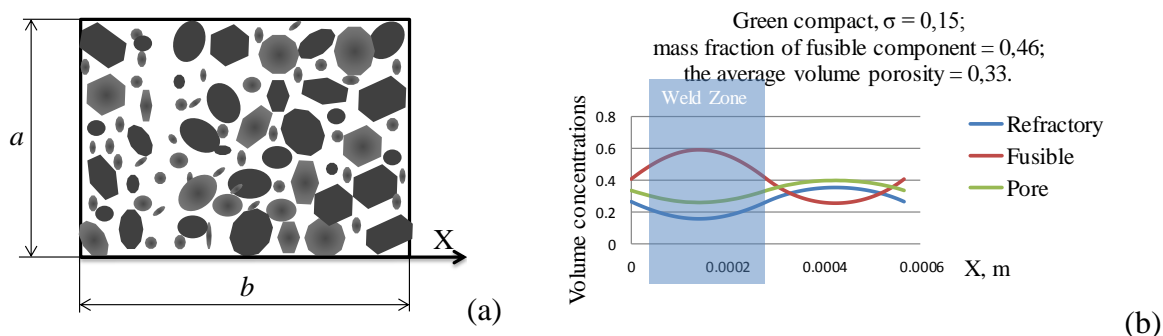 a
b
X
(a)
Green compact, σ = 0,15;
mass fraction of fusible component = 0,46;
the average volume porosity = 0,33.
Weld Zone
Volume concentrations
0.8
0.6
0.4
0.2
0
0
0.0002
0.0004
0.0006
X, m
Refractory
Fusible
Pore
(b)